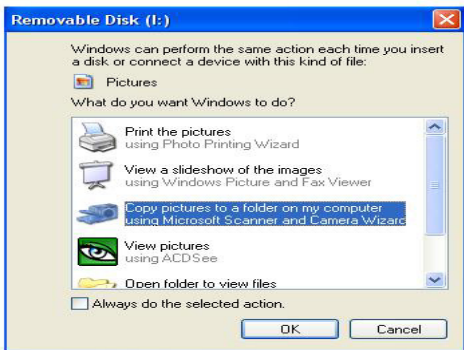 Removable Disk (I:)
Windows can perform the same action each time you insert
a disk or connect a device with this kind of file:
Pictures
What do you want Windows to do?
Print the pictures
using Photo Printing Wizard
View a slideshow of the images
using Windows Picture and Fax Viewer
Copy pictures to a folder on my computer
using Microsoft Scanner and Camera Wizard
View pictures
using ACDSee
Open folder to view files
Always do the selected action.
OK Cancel